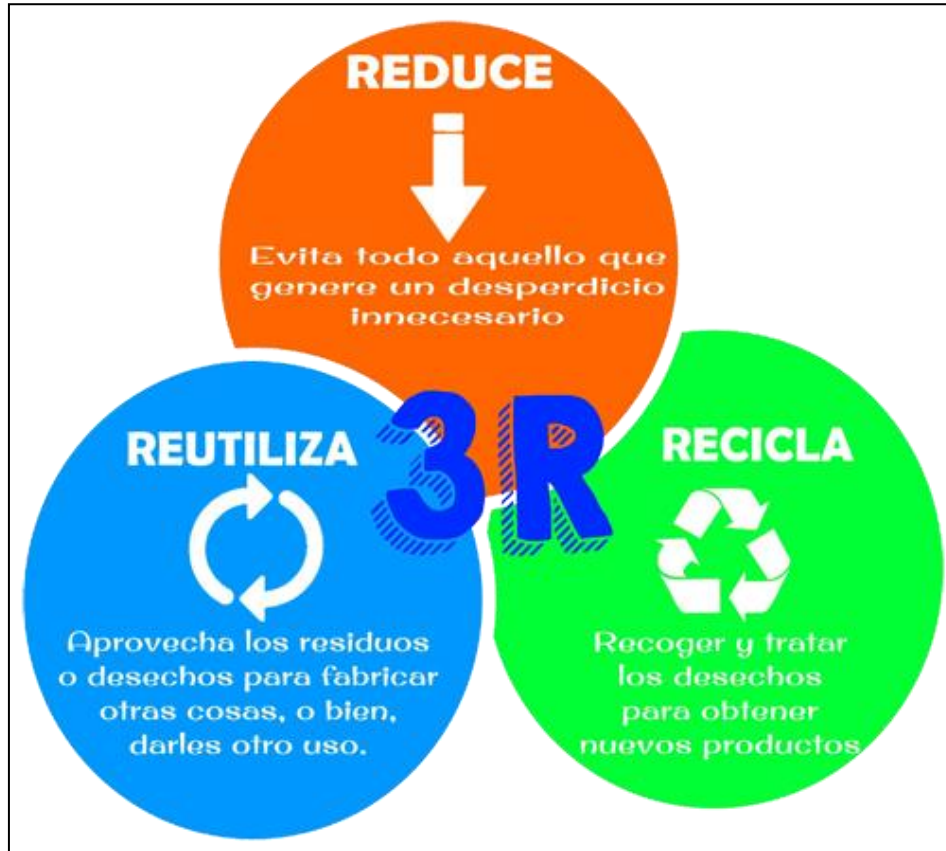 REDUCE
Evita todo aquello que
genere un desperdicio
innecesario
3R
REUTILIZA
Aprovecha los residuos
o desechos para fabricar
otras cosas, o bien,
darles otro uso.
RECICLA
Recoger y tratar
los desechos
para obtener
nuevos productos